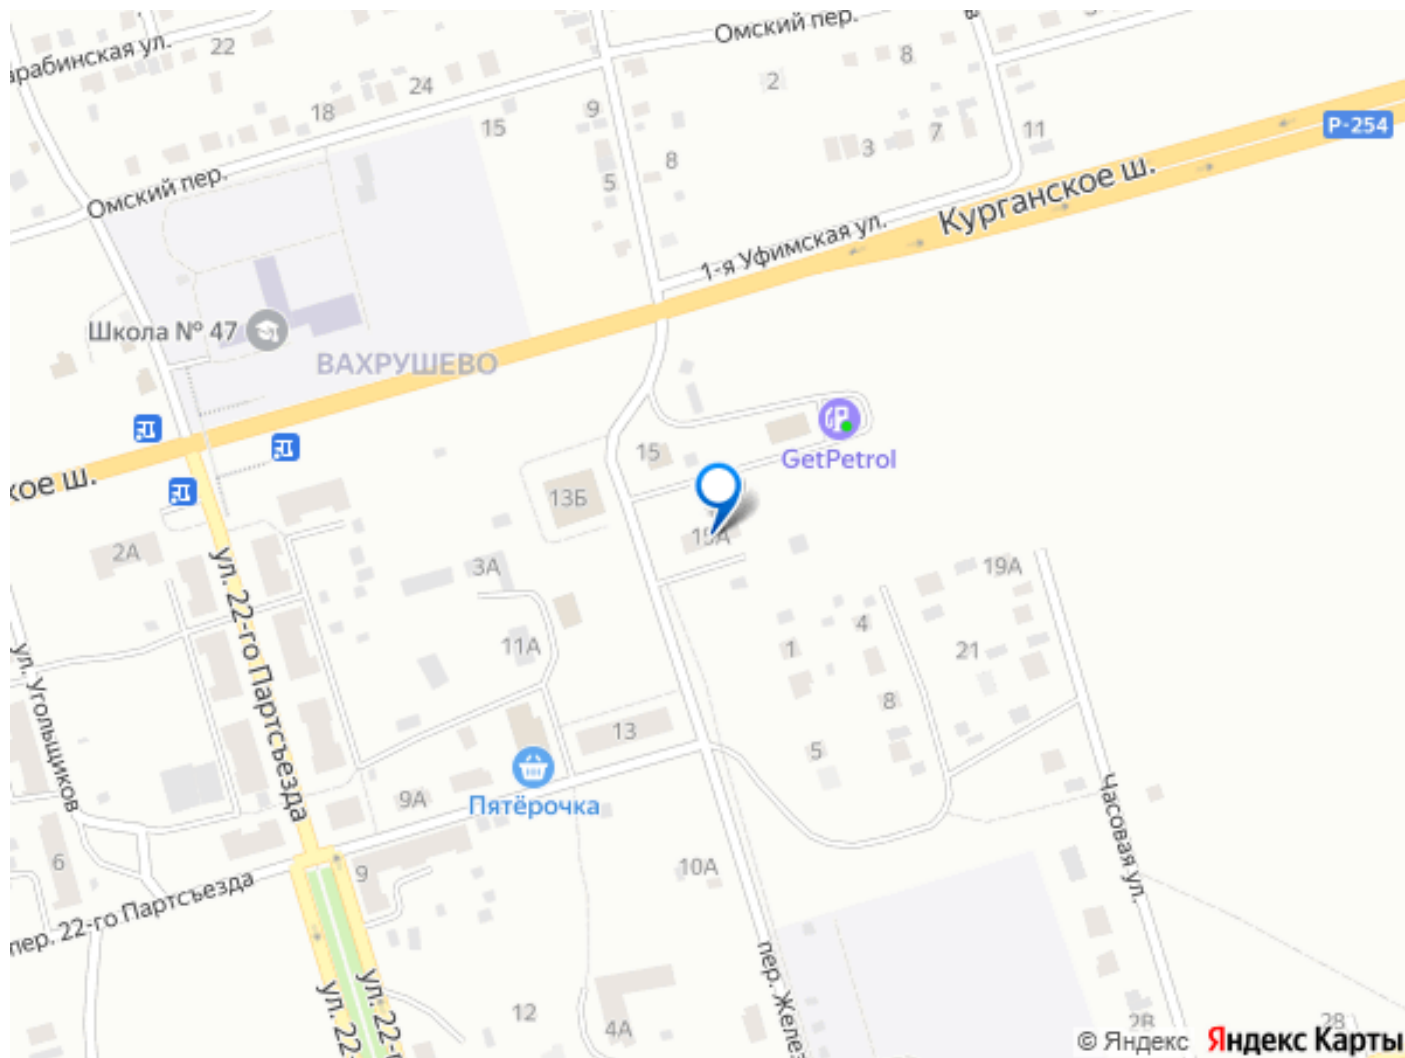 Омский пер.
22
8
24
2
18
9
15
Р-254
11
7
3
8
5
Омский пер.
Курганское ш.
1-я Уфимская ул.
Школа № 47
ВАХРУШЕВО
15
GetPetrol
13Б
15А
2А
3А
19А
4
11А
1
21
ул. 22-го Партсъезда
ул. Угольщиков
8
13
5
Пятёрочка
9А
Часовая ул.
6
9
10А
пер. 22-го Партсъезда
12
4А
2В
© Яндекс
Яндекс Карты